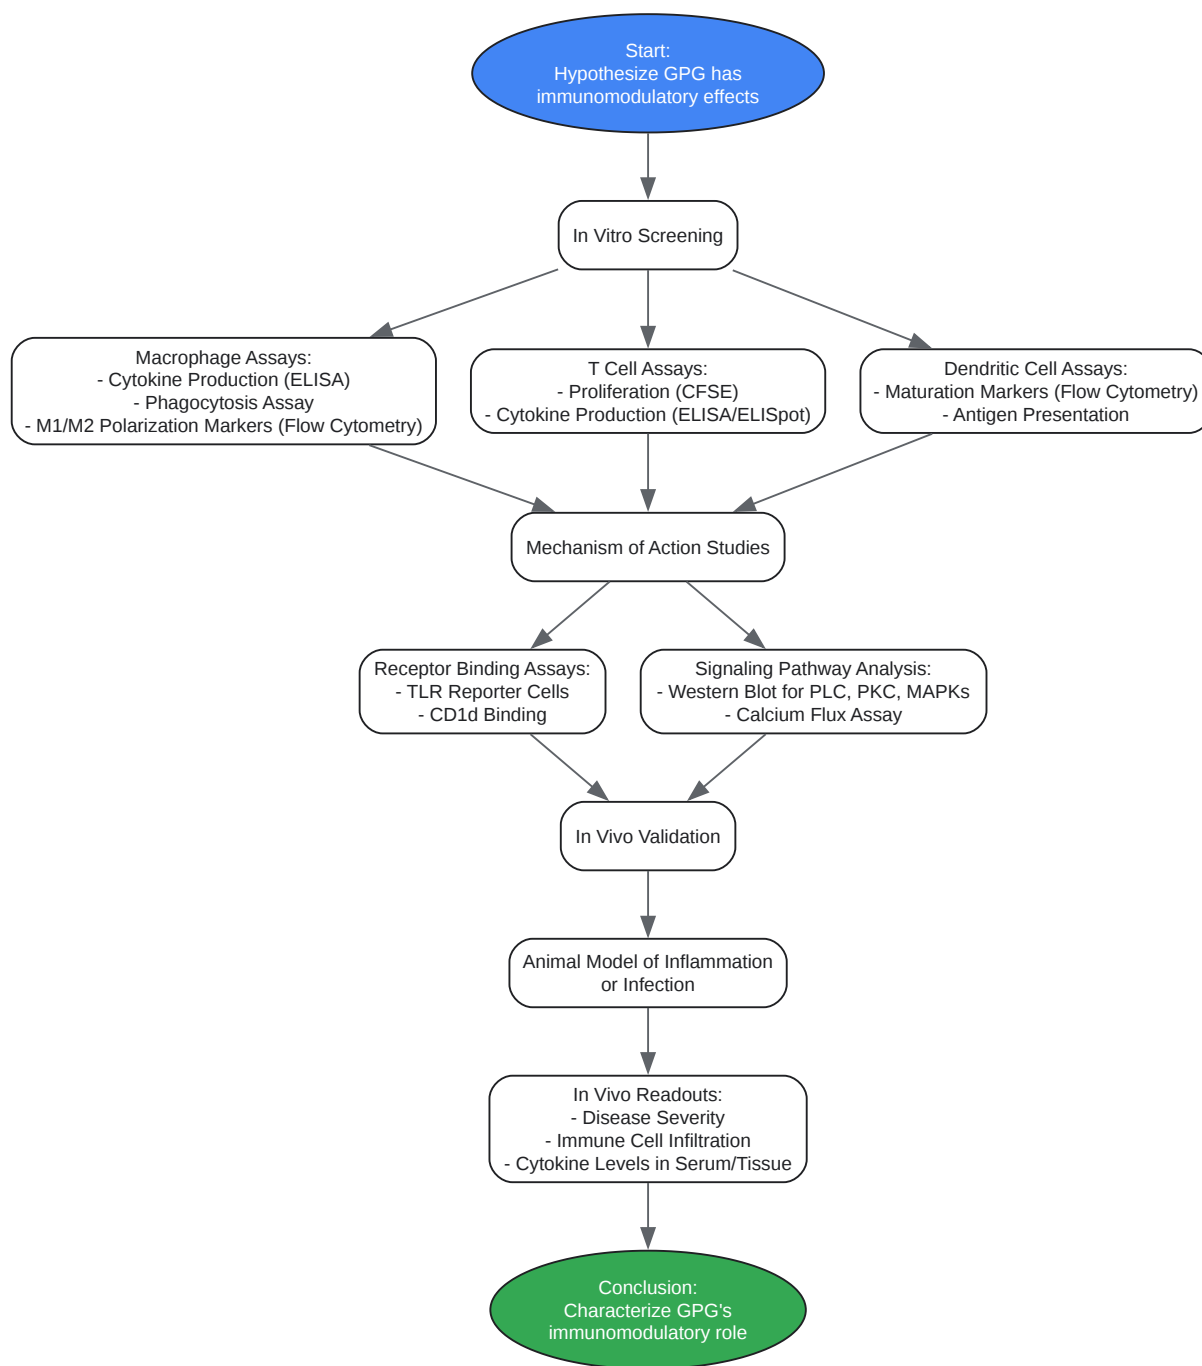 Start:
Hypothesize GPG has
immunomodulatory effects
In Vitro Screening
Macrophage Assays:
- Cytokine Production (ELISA)
- Phagocytosis Assay
- M1/M2 Polarization Markers (Flow Cytometry)
T Cell Assays:
- Proliferation (CFSE)
- Cytokine Production (ELISA/ELISpot)
Dendritic Cell Assays:
- Maturation Markers (Flow Cytometry)
- Antigen Presentation
Mechanism of Action Studies
Receptor Binding Assays:
- TLR Reporter Cells
- CD1d Binding
Signaling Pathway Analysis:
- Western Blot for PLC, PKC, MAPKs
- Calcium Flux Assay
In Vivo Validation
Animal Model of Inflammation
or Infection
In Vivo Readouts:
- Disease Severity
- Immune Cell Infiltration
- Cytokine Levels in Serum/Tissue
Conclusion:
Characterize GPG's
immunomodulatory role